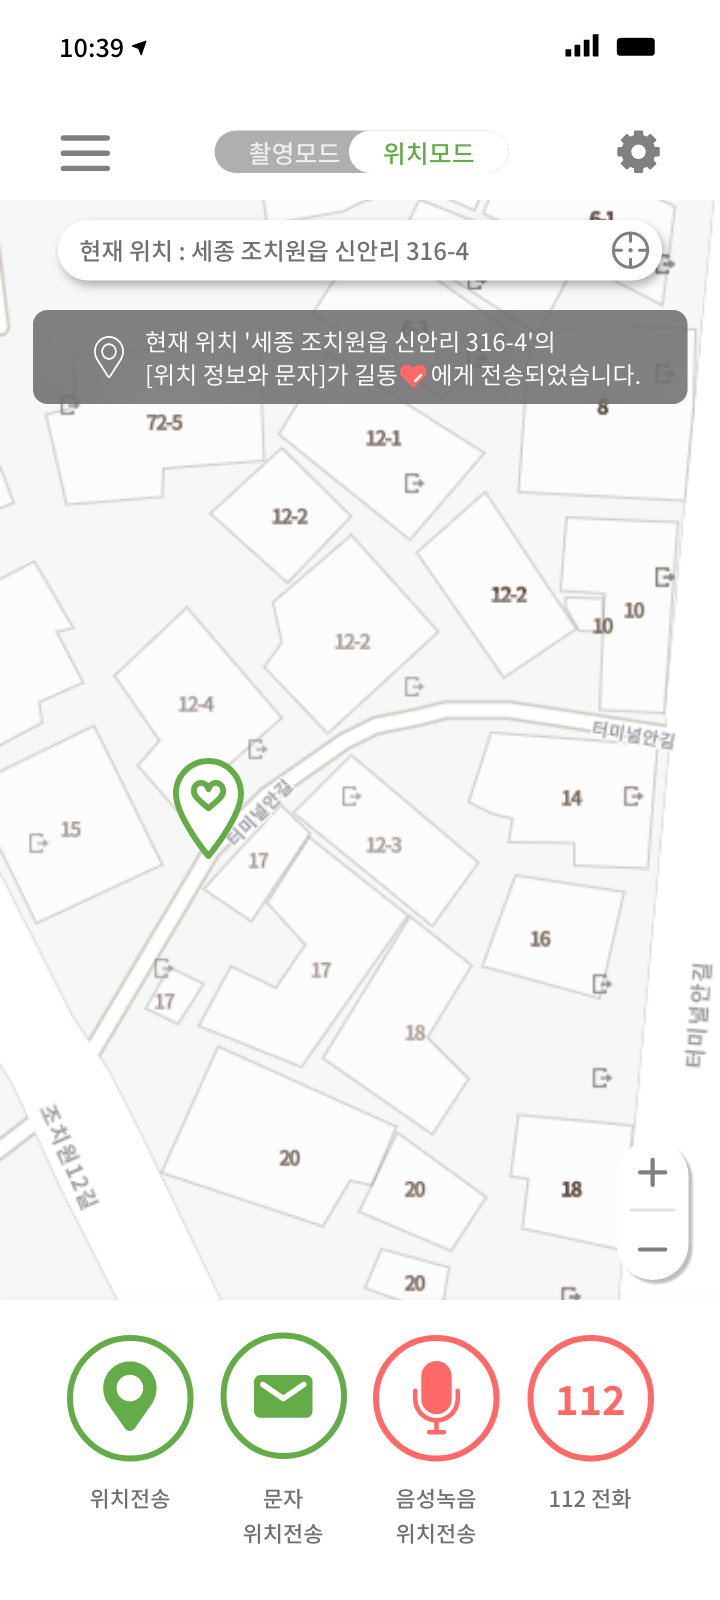 10:39
촬영모드 위치모드
6-1
현재 위치 : 세종 조치원읍 신안리 316-4
6-3
현재 위치 '세종 조치원읍 신안리 316-4'의
[위치 정보와 문자]가 길동 에게 전송되었습니다.
8
72-5
12-1
12-2
12-2
10
10
12-2
12-4
터미널안길
14
터미널안길
15
12-3
17
16
17
17
터미널안길
18
조치원12길
20
20
18
20
112
위치전송
문자
위치전송
음성녹음
위치전송
112 전화